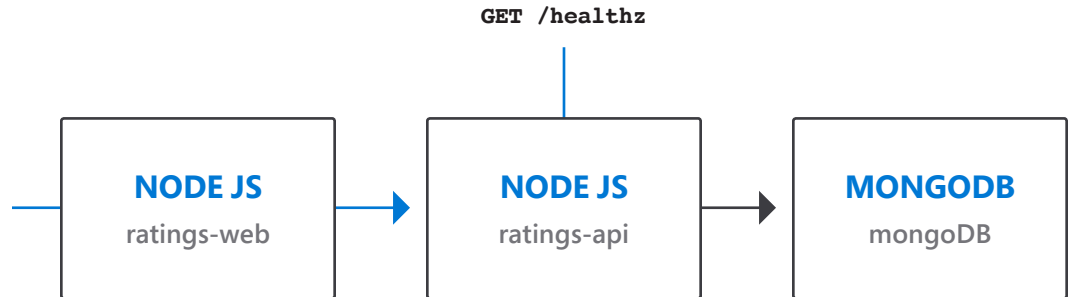 GET /healthz
NODE JS
ratings-web
NODE JS
ratings-api
MONGODB
mongoDB